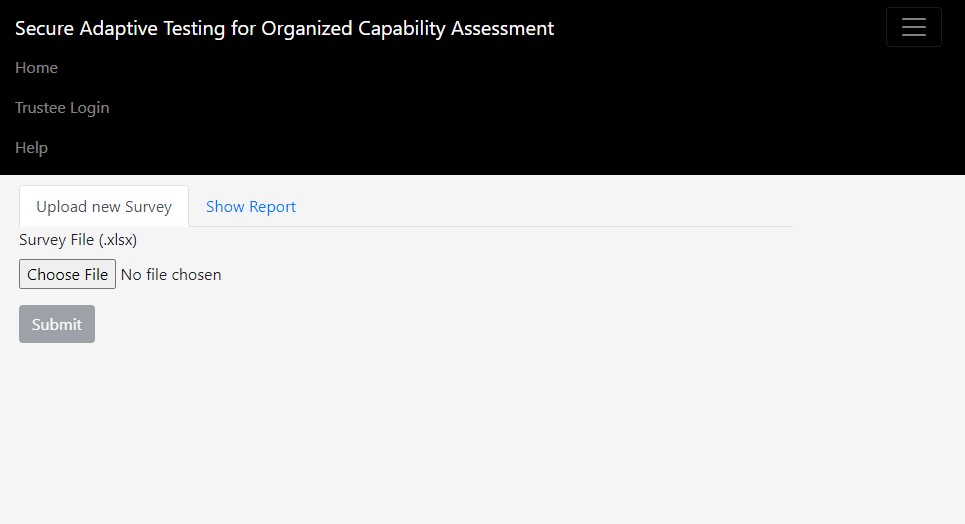 Secure Adaptive Testing for Organized Capability Assessment
Home
Trustee Login
Help
Upload new Survey Show Report
Survey File (.xlsx)
Choose File No file chosen
Submit